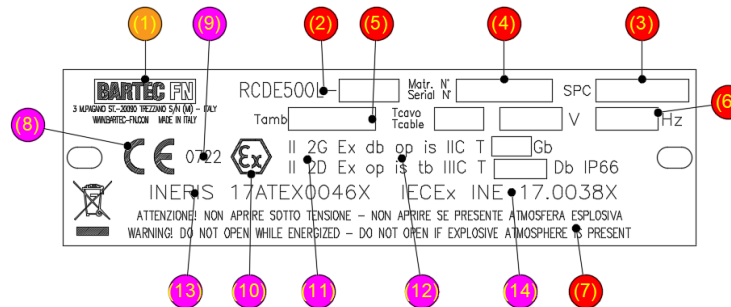 (1) (9) (2) (5) (4) (3)
BARTEC FN RCDE500L- Matr. N° Serial N° SPC
3 M.PAGANO ST.-20090 TREZZANO S/N (MI) - ITALY
WWW.BARTEC-FN.COM MADE IN ITALY
Tamb Tcavo Tcable V Hz (6)
(8) CE 0722 Ex II 2G Ex db op is IIC T Gb
II 2D Ex op is tb IIIC T Db IP66
INERIS 17ATEX0046X IECEx INE 17.0038X
ATTENZIONE! NON APRIRE SOTTO TENSIONE - NON APRIRE SE PRESENTE ATMOSFERA ESPLOSIVA
WARNING! DO NOT OPEN WHILE ENERGIZED - DO NOT OPEN IF EXPLOSIVE ATMOSPHERE IS PRESENT
(13) (10) (11) (12) (14) (7)